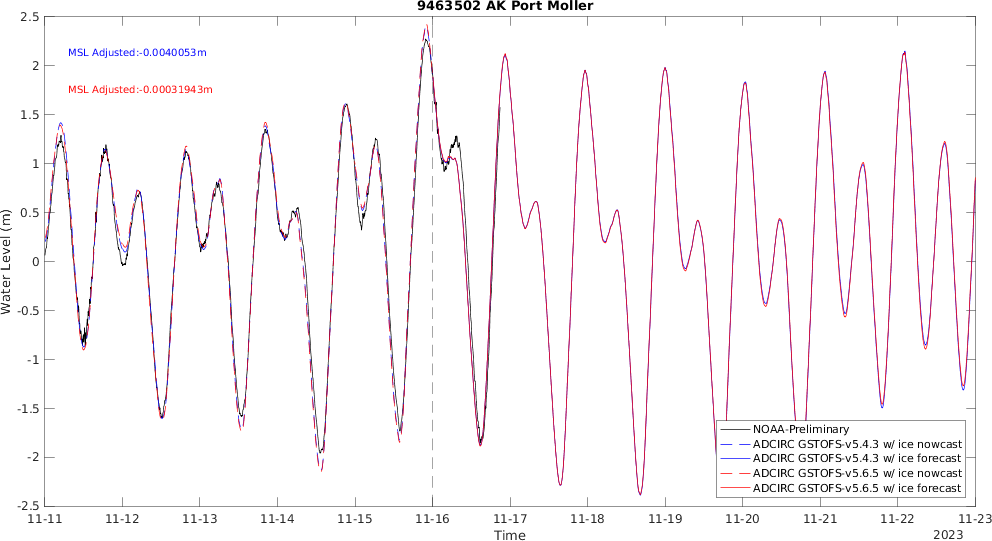 9463502 AK Port Moller
MSL Adjusted:-0.0040053m
MSL Adjusted:-0.00031943m
Water Level (m)
2.5
2
1.5
1
0.5
0
-0.5
-1
-1.5
-2
-2.5
NOAA-Preliminary
ADCIRC GSTOFS-v5.4.3 w/ ice nowcast
ADCIRC GSTOFS-v5.4.3 w/ ice forecast
ADCIRC GSTOFS-v5.6.5 w/ ice nowcast
ADCIRC GSTOFS-v5.6.5 w/ ice forecast
11-11 11-12 11-13 11-14 11-15 11-16 11-17 11-18 11-19 11-20 11-21 11-22 11-23
Time
2023